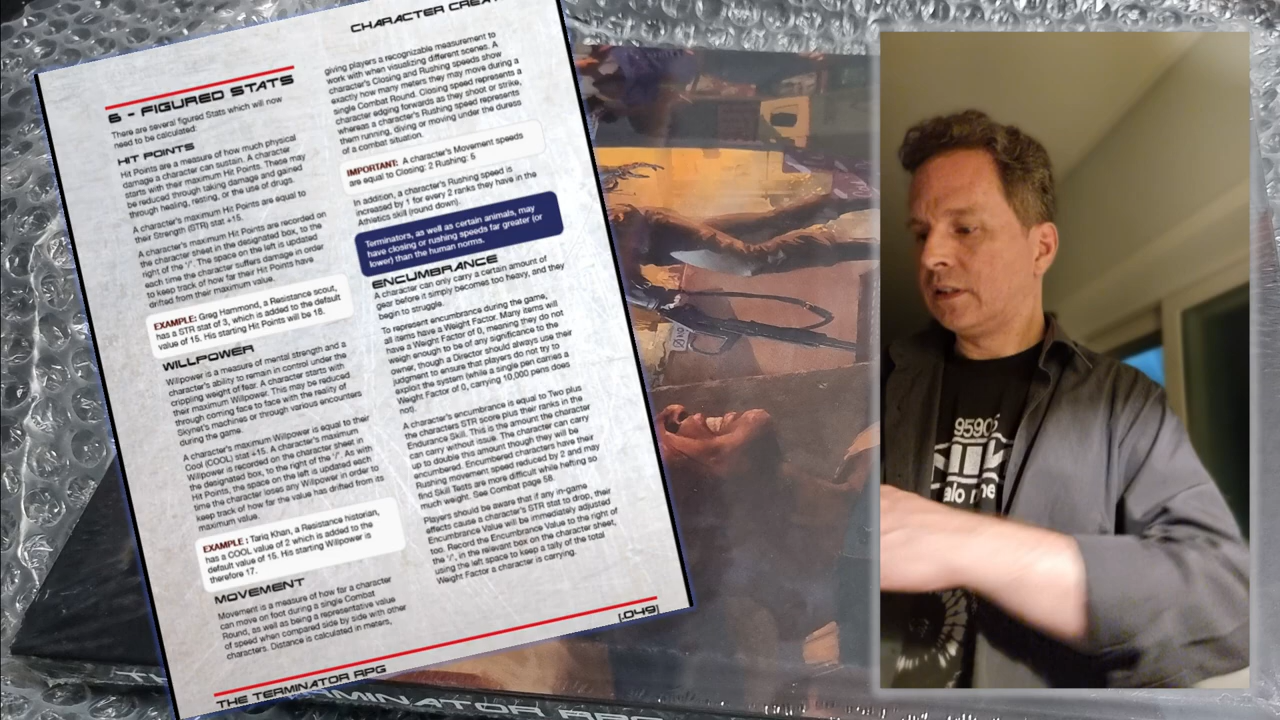 CHARACTER CREAT
6 - FIGURED STATS
There are several figured Stats which will now
need to be calculated:
HIT POINTS
Hit Points are a measure of how much physical
damage a character can sustain. A character
starts with their maximum Hit Points. These may
be reduced through taking damage and gained
through healing, resting, or the use of drugs.
A character's maximum Hit Points are equal to
their Strength (STR) stat +15.
A character's maximum Hit Points are recorded on
the character sheet in the designated box, to the
right of the '/'. The space on the left is updated
each time the character suffers damage in order
to keep track of how far their Hit Points have
drifted from their maximum value.
EXAMPLE: Greg Hammond, a Resistance scout,
has a STR stat of 3, which is added to the default
value of 15. His starting Hit Points will be 18.
WILLPOWER
Willpower is a measure of mental strength and a
character's ability to remain in control under the
crippling weight of fear. A character starts with
their maximum Willpower. This may be reduced
through coming face to face with the reality of
Skynet's machines or through various encounters
during the game.
A character's maximum Willpower is equal to their
Cool (COOL) stat +15. A character's maximum
Willpower is recorded on the character sheet in
the designated box, to the right of the '/'. As with
Hit Points, the space on the left is updated each
time the character loses any Willpower in order to
keep track of how far the value has drifted from its
maximum value.
EXAMPLE : Tariq Khan, a Resistance historian,
has a COOL value of 2 which is added to the
default value of 15. His starting Willpower is
therefore 17.
MOVEMENT
Movement is a measure of how far a character
can move on foot during a single Combat
Round, as well as being a representative value
of speed when compared side by side with other
characters. Distance is calculated in meters,
giving players a recognizable measurement to
work with when visualizing different scenes. A
character's Closing and Rushing speeds show
exactly how many meters they may move during a
single Combat Round. Closing speed represents a
character edging forwards as they shoot or strike,
whereas a character's Rushing speed represents
them running, diving or moving under the duress
of a combat situation.
IMPORTANT: A character's Movement speeds
are equal to Closing: 2 Rushing: 5
In addition, a character's Rushing speed is
increased by 1 for every 2 ranks they have in the
Athletics skill (round down).
Terminators, as well as certain animals, may
have closing or rushing speeds far greater (or
lower) than the human norms.
ENCUMBRANCE
A character can only carry a certain amount of
gear before it simply becomes too heavy, and they
begin to struggle.
To represent encumbrance during the game,
all items have a Weight Factor. Many items will
have a Weight Factor of 0, meaning they do not
weigh enough to be of any significance to the
owner, though a Director should always use their
judgment to ensure that players do not try to
exploit the system (while a single pen carries a
Weight Factor of 0, carrying 10,000 pens does
not).
A character's encumbrance is equal to Two plus
the characters STR score plus their ranks in the
Endurance Skill. This is the amount the character
can carry without issue. The character can carry
up to double this amount though they will be
encumbered. Encumbered characters have their
Rushing movement speed reduced by 2 and may
find Skill Tests are more difficult while hefting so
much weight. See Combat page 58.
Players should be aware that if any in-game
effects cause a character's STR stat to drop, their
Encumbrance Value will be immediately adjusted
too. Record the Encumbrance Value to the right of
the '/', in the relevant box on the character sheet,
using the left space to keep a tally of the total
Weight Factor a character is carrying.
THE TERMINATOR RPG
[.049]
TERMINATOR RPG
95905
alo me